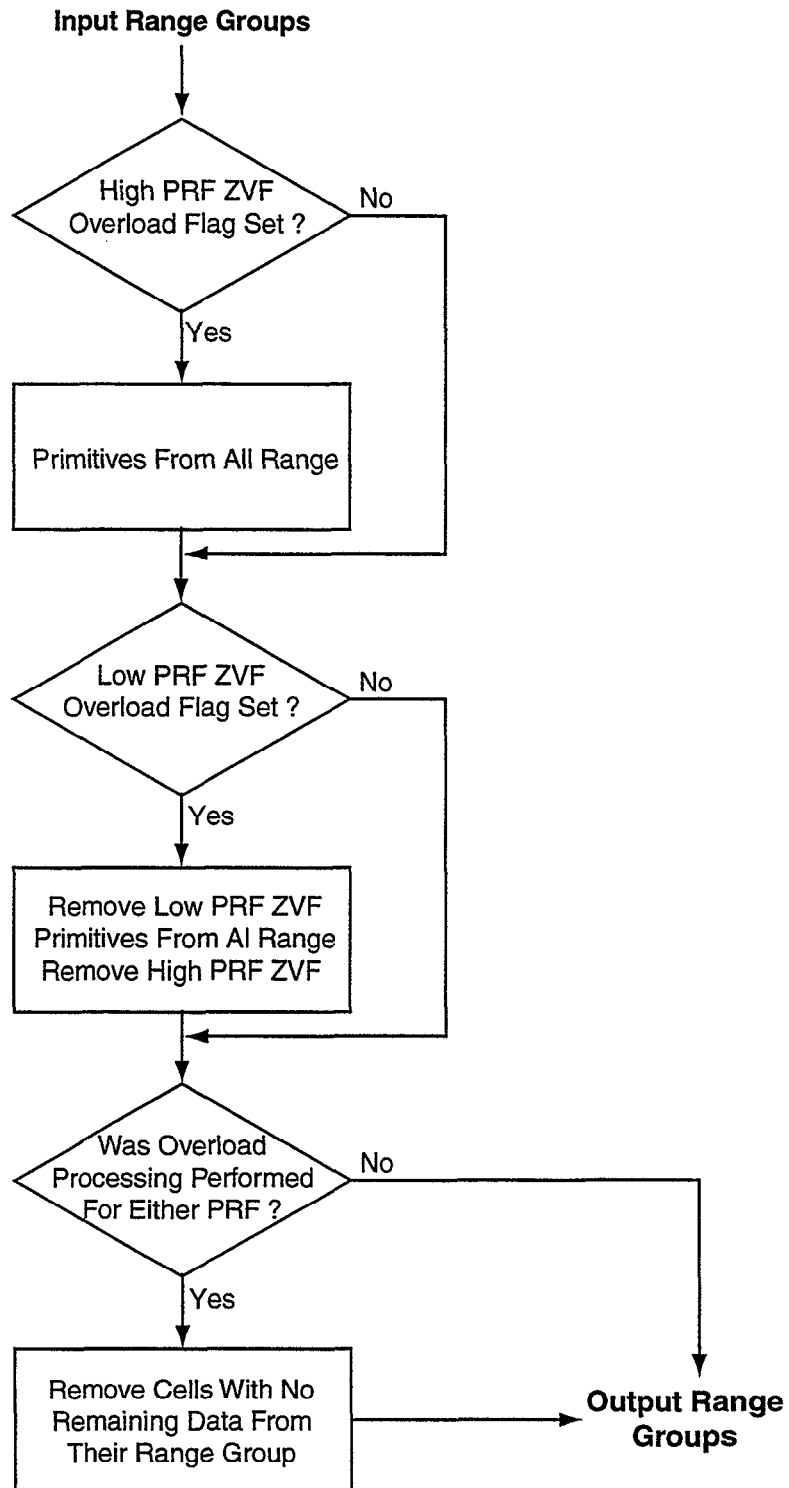 Input Range Groups
High PRF ZVF
Overload Flag Set ?
No
Yes
Primitives From All Range
Low PRF ZVF
Overload Flag Set ?
No
Yes
Remove Low PRF ZVF
Primitives From Al Range
Remove High PRF ZVF
Was Overload
Processing Performed
For Either PRF ?
No
Yes
Remove Cells With No
Remaining Data From
Their Range Group
Output Range
Groups